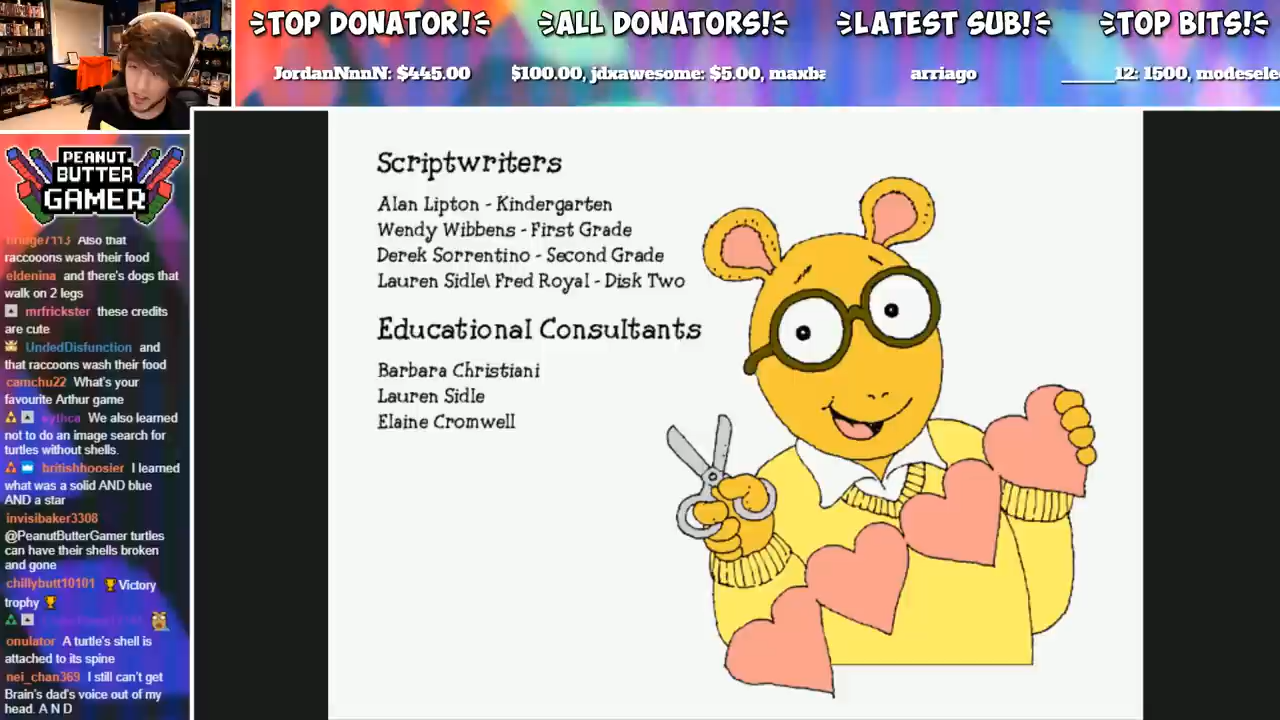 TOP DONATOR!
ALL DONATORS!
LATEST SUB!
TOP BITS!
JordanNnnN: $445.00
$100.00, jdxawesome: $5.00, maxba
arriago
_____12: 1500, modesele
PEANUT
BUTTER
GAMER
Also that
raccooons wash their food
eldenina and there's dogs that
walk on 2 legs
mrfrickster these credits
are cute
UndedDisfunction and
that raccoons wash their food
camchu22 What's your
favourite Arthur game
We also learned
not to do an image search for
turtles without shells.
britishhoosier I learned
what was a solid AND blue
AND a star
invisibaker3308
@PeanutButterGamer turtles
can have their shells broken
and gone
chillybutt10101 Victory
trophy
onulator A turtle's shell is
attached to its spine
nei_chan369 I still can't get
Brain's dad's voice out of my
head. A N D
Scriptwriters
Alan Lipton - Kindergarten
Wendy Wibbens - First Grade
Derek Sorrentino - Second Grade
Lauren Sidle\ Fred Royal - Disk Two
Educational Consultants
Barbara Christiani
Lauren Sidle
Elaine Cromwell